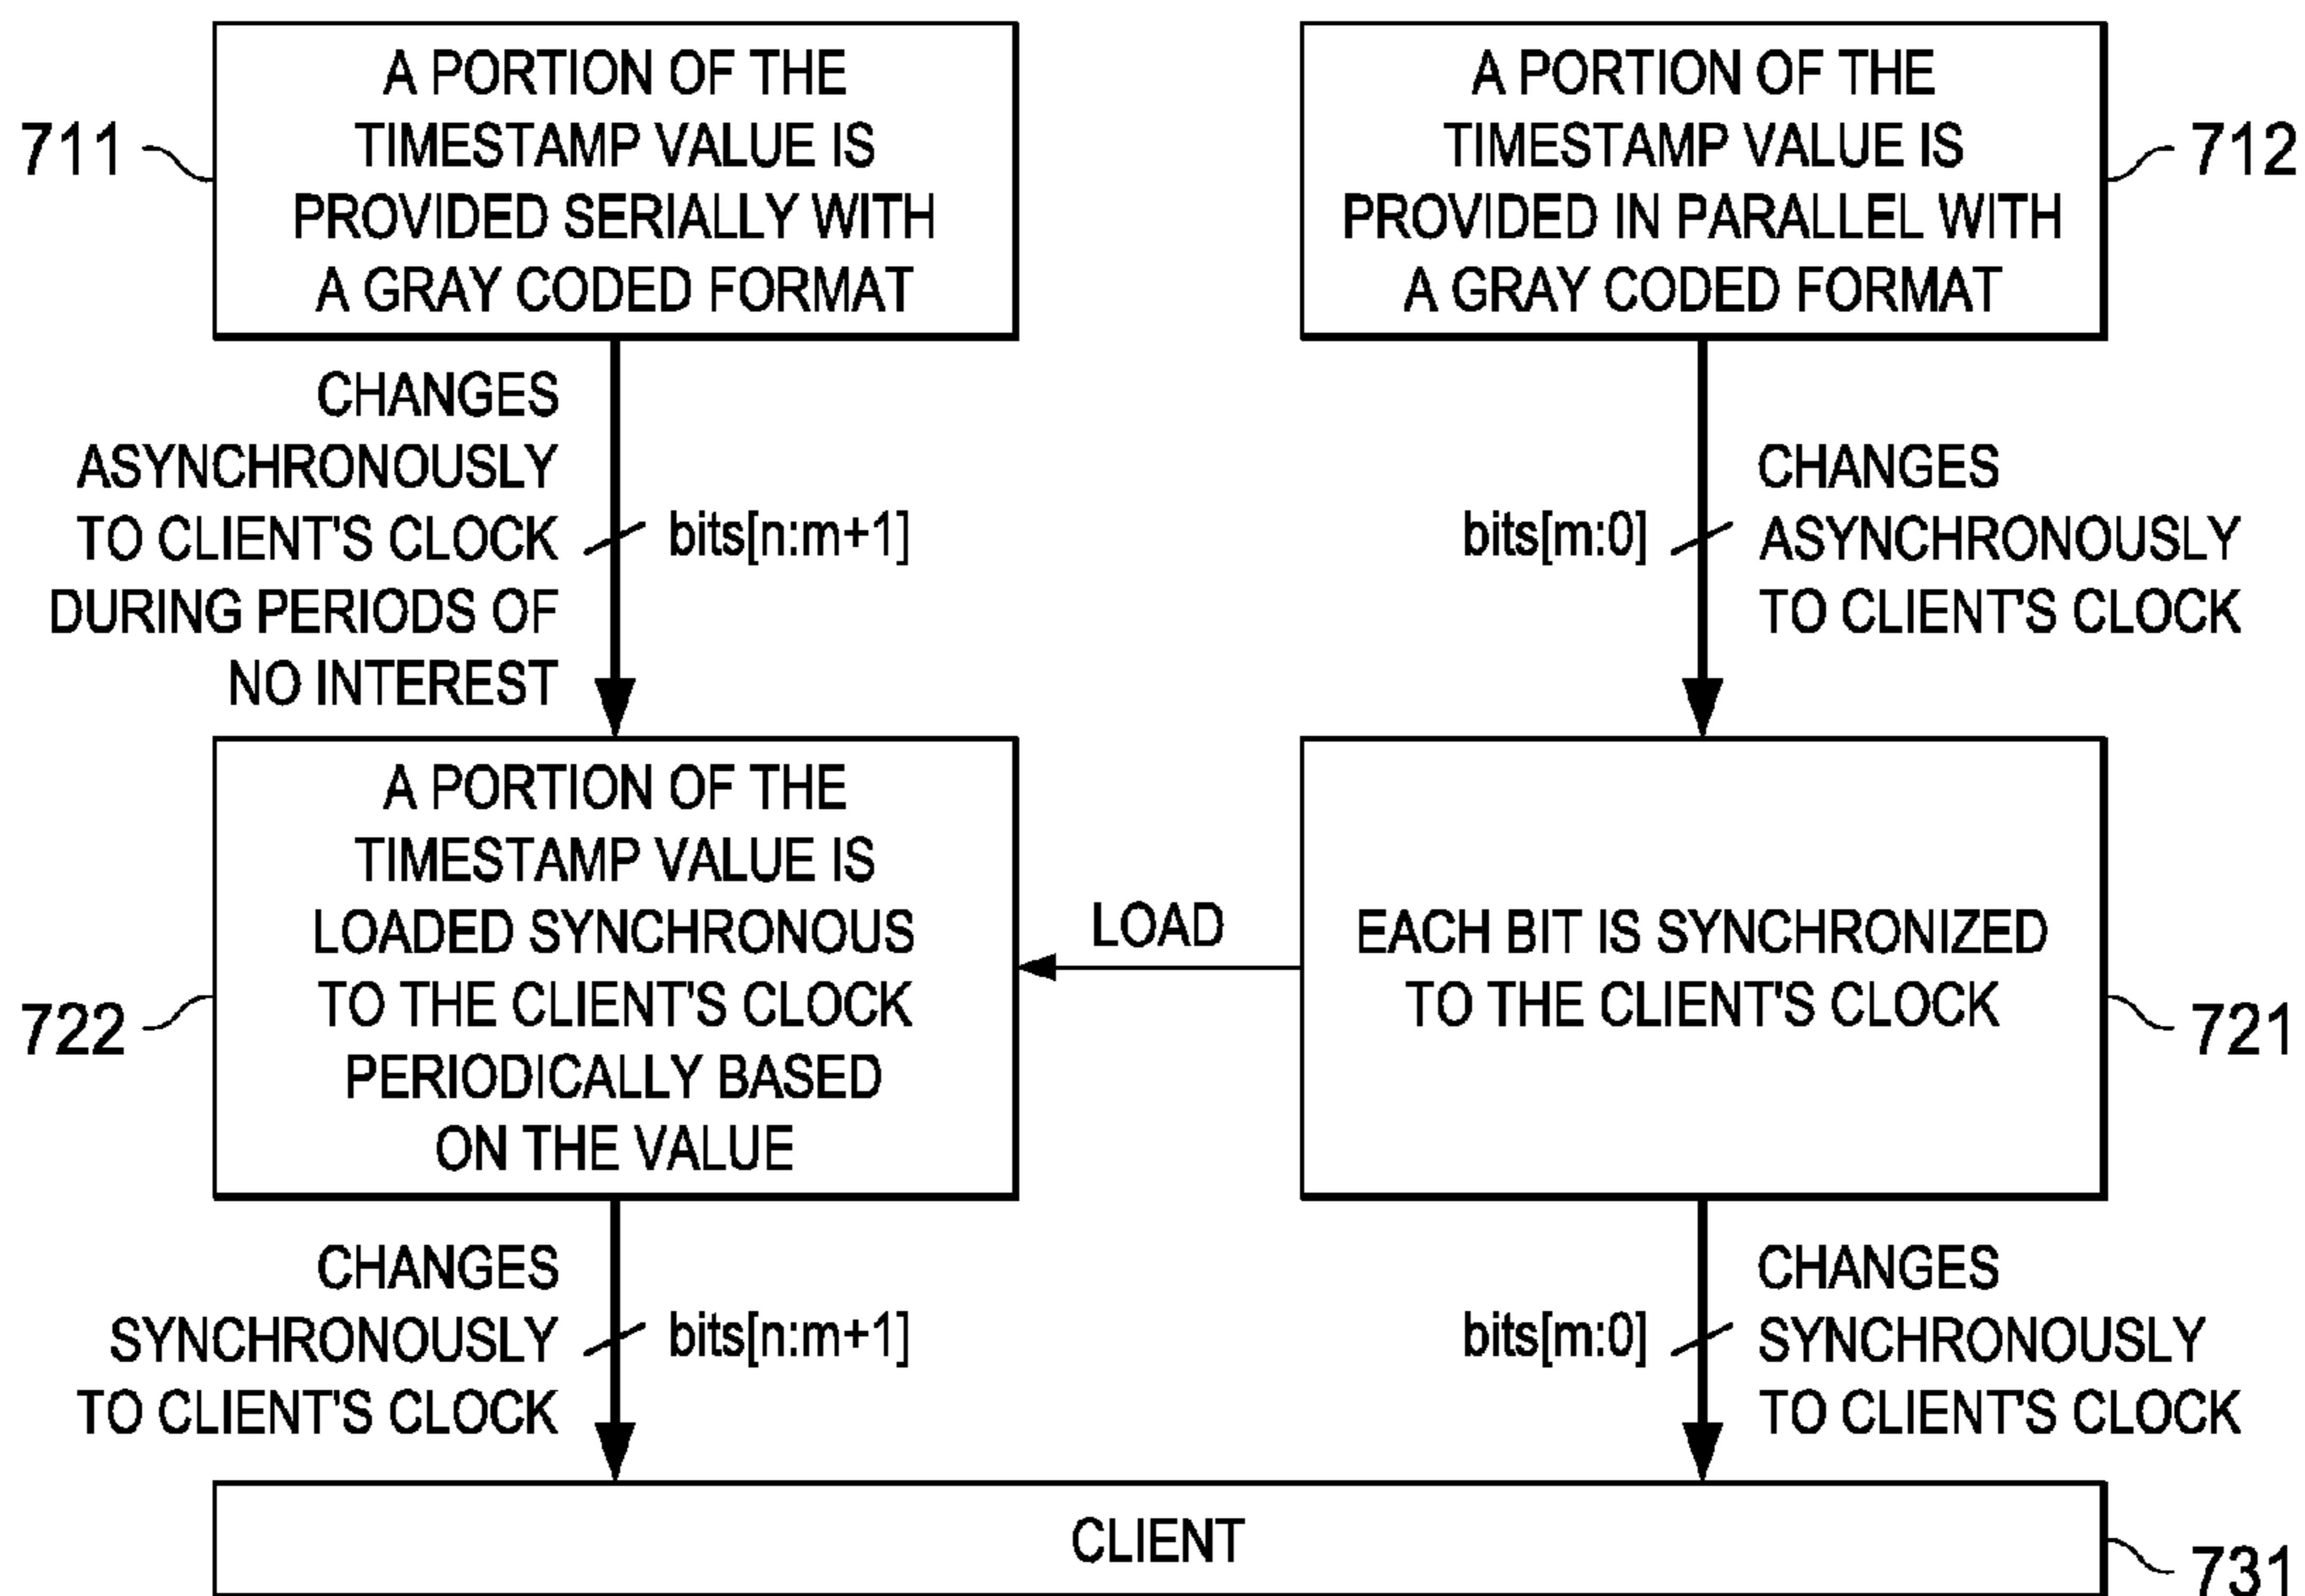 711
A PORTION OF THE
TIMESTAMP VALUE IS
PROVIDED SERIALLY WITH
A GRAY CODED FORMAT
A PORTION OF THE
TIMESTAMP VALUE IS
PROVIDED IN PARALLEL WITH
A GRAY CODED FORMAT
712
CHANGES
ASYNCHRONOUSLY
TO CLIENT'S CLOCK
DURING PERIODS OF
NO INTEREST
bits[n:m+1]
bits[m:0]
CHANGES
ASYNCHRONOUSLY
TO CLIENT'S CLOCK
722
A PORTION OF THE
TIMESTAMP VALUE IS
LOADED SYNCHRONOUS
TO THE CLIENT'S CLOCK
PERIODICALLY BASED
ON THE VALUE
LOAD
EACH BIT IS SYNCHRONIZED
TO THE CLIENT'S CLOCK
721
CHANGES
SYNCHRONOUSLY
TO CLIENT'S CLOCK
bits[n:m+1]
bits[m:0]
CHANGES
SYNCHRONOUSLY
TO CLIENT'S CLOCK
CLIENT
731